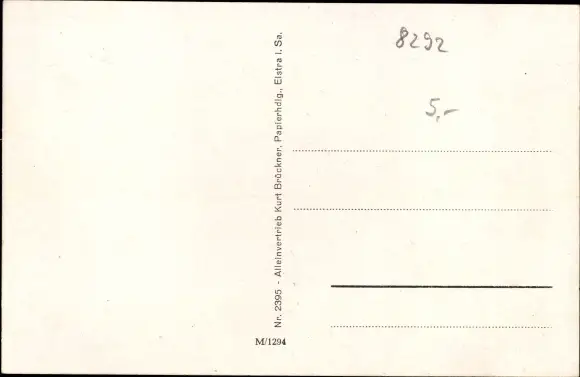 8292
5,-
Nr. 2395 - Alleinvertrieb Kurt Brückner, Papierhdlg., Elstra i. Sa.
M/1294